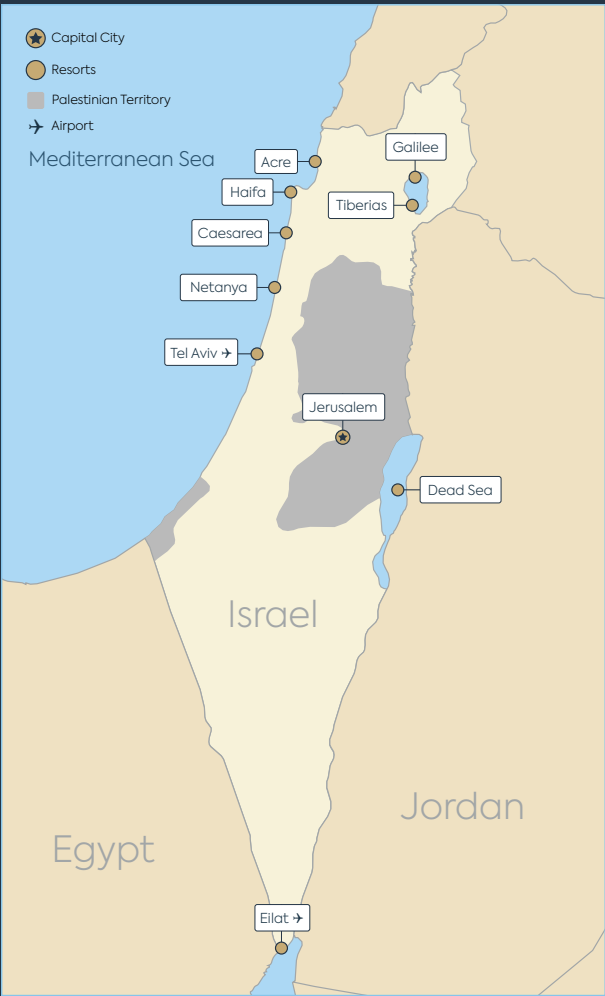 Capital City
Resorts
Palestinian Territory
Airport
Mediterranean Sea
Galilee
Acre
Haifa
Tiberias
Caesarea
Netanya
Tel Aviv
Jerusalem
Dead Sea
Israel
Jordan
Egypt
Eilat